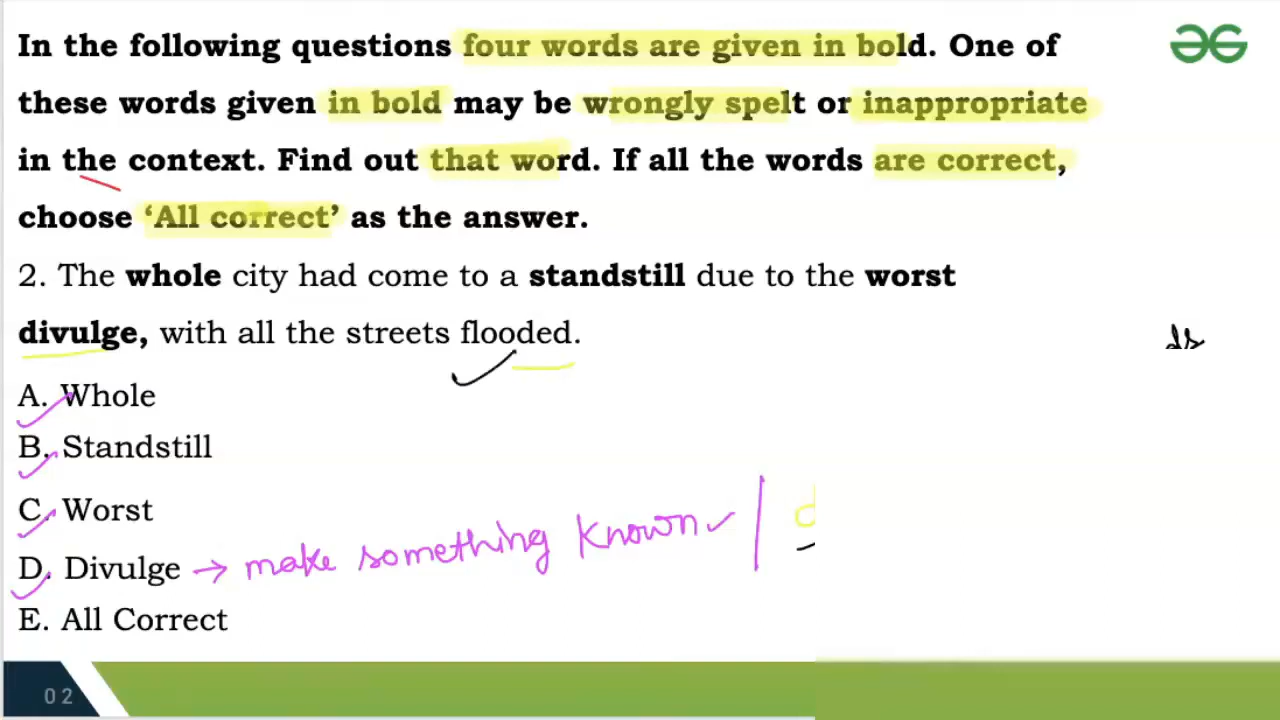 In the following questions four words are given in bold. One of
these words given in bold may be wrongly spelt or inappropriate
in the context. Find out that word. If all the words are correct,
choose ‘All correct’ as the answer.
2. The whole city had come to a standstill due to the worst
divulge, with all the streets flooded.
A. Whole
B. Standstill
C. Worst
D. Divulge → make something known
E. All Correct
02